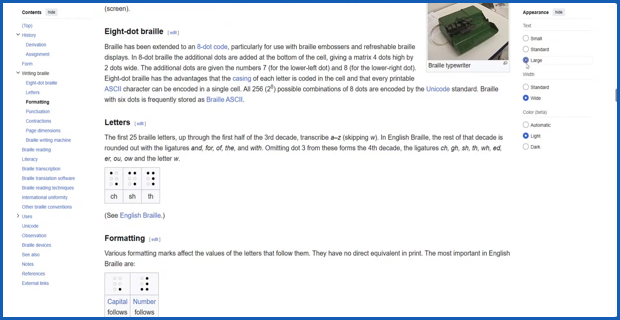 Contents hide
(Top)
History
Derivation
Assignment
Form
Writing braille
Eight-dot braille
Letters
Formatting
Punctuation
Contractions
Page dimensions
Braille writing machine
Braille reading
Literacy
Braille transcription
Braille translation software
Braille reading techniques
International uniformity
Other braille conventions
Uses
Unicode
Observation
Braille devices
See also
Notes
References
External links
(screen).
Eight-dot braille [edit]
Braille has been extended to an 8-dot code, particularly for use with braille embossers and refreshable braille
displays. In 8-dot braille the additional dots are added at the bottom of the cell, giving a matrix 4 dots high by
2 dots wide. The additional dots are given the numbers 7 (for the lower-left dot) and 8 (for the lower-right dot).
Eight-dot braille has the advantages that the casing of each letter is coded in the cell and that every printable
ASCII character can be encoded in a single cell. All 256 (2⁸) possible combinations of 8 dots are encoded by the Unicode standard. Braille
with six dots is frequently stored as Braille ASCII.
Braille typewriter
Letters [edit]
The first 25 braille letters, up through the first half of the 3rd decade, transcribe a–z (skipping w). In English Braille, the rest of that decade is
rounded out with the ligatures and, for, of, the, and with. Omitting dot 3 from these forms the 4th decade, the ligatures ch, gh, sh, th, wh, ed,
er, ou, ow and the letter w.
ch sh th
(See English Braille.)
Formatting [edit]
Various formatting marks affect the values of the letters that follow them. They have no direct equivalent in print. The most important in English
Braille are:
Capital Number
follows follows
Appearance hide
Text
Small
Standard
Large
Width
Standard
Wide
Color (beta)
Automatic
Light
Dark